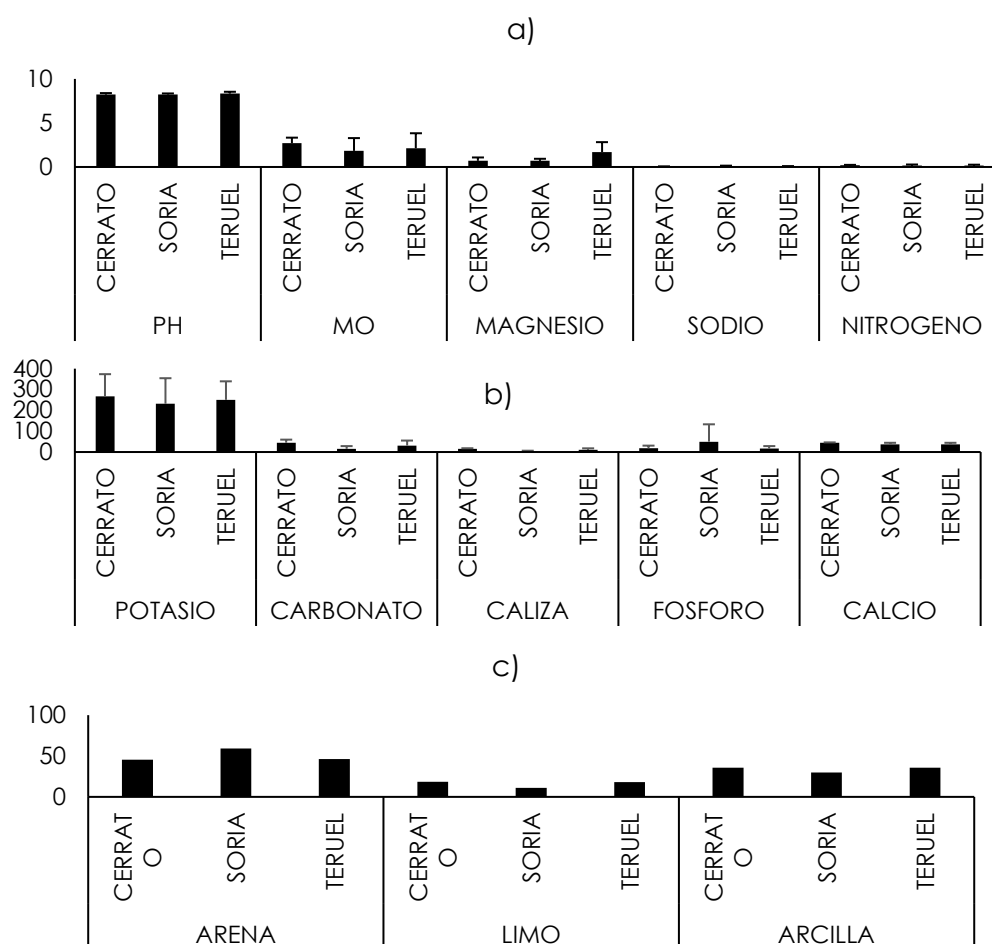 a)
10
5
0
CERRATO SORIA TERUEL CERRATO SORIA TERUEL CERRATO SORIA TERUEL CERRATO SORIA TERUEL CERRATO SORIA TERUEL
PH MO MAGNESIO SODIO NITROGENO
b)
400
300
200
100
0
CERRATO SORIA TERUEL CERRATO SORIA TERUEL CERRATO SORIA TERUEL CERRATO SORIA TERUEL CERRATO SORIA TERUEL
POTASIO CARBONATO CALIZA FOSFORO CALCIO
c)
100
50
0
CERRAT
O
SORIA
TERUEL
CERRAT
O
SORIA
TERUEL
CERRAT
O
SORIA
TERUEL
ARENA LIMO ARCILLA